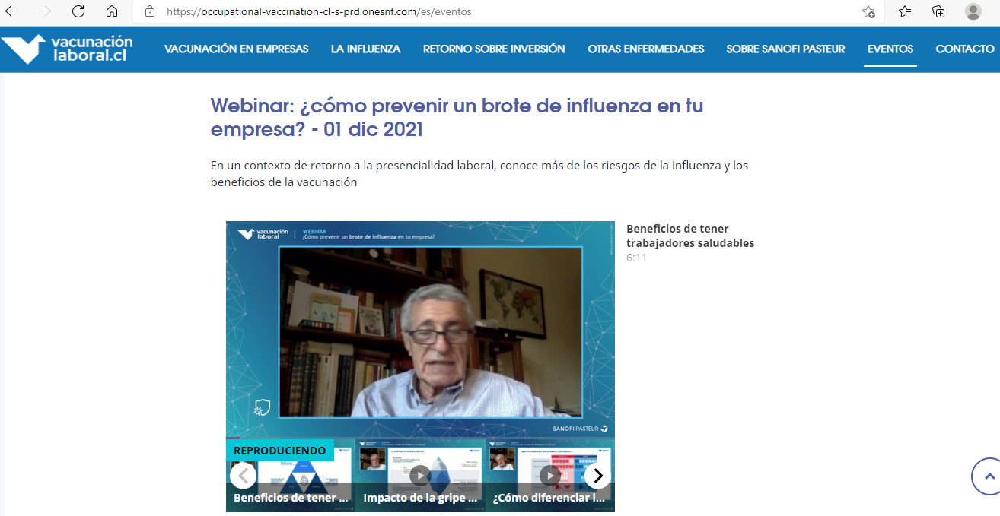 https://occupational-vaccination-cl-s-prd.onesnf.com/es/eventos
vacunación
laboral.cl
VACUNACIÓN EN EMPRESAS
LA INFLUENZA
RETORNO SOBRE INVERSIÓN
OTRAS ENFERMEDADES
SOBRE SANOFI PASTEUR
EVENTOS
CONTACTO
Webinar: ¿cómo prevenir un brote de influenza en tu
empresa? - 01 dic 2021
En un contexto de retorno a la presencialidad laboral, conoce más de los riesgos de la influenza y los
beneficios de la vacunación
vacunación
laboral
WEBINAR
¿Cómo prevenir un brote de influenza en tu empresa?
SANOFI PASTEUR
Beneficios de tener
trabajadores saludables
6:11
REPRODUCIENDO
Beneficios de tener ...
Impacto de la gripe ...
¿Cómo diferenciar l...